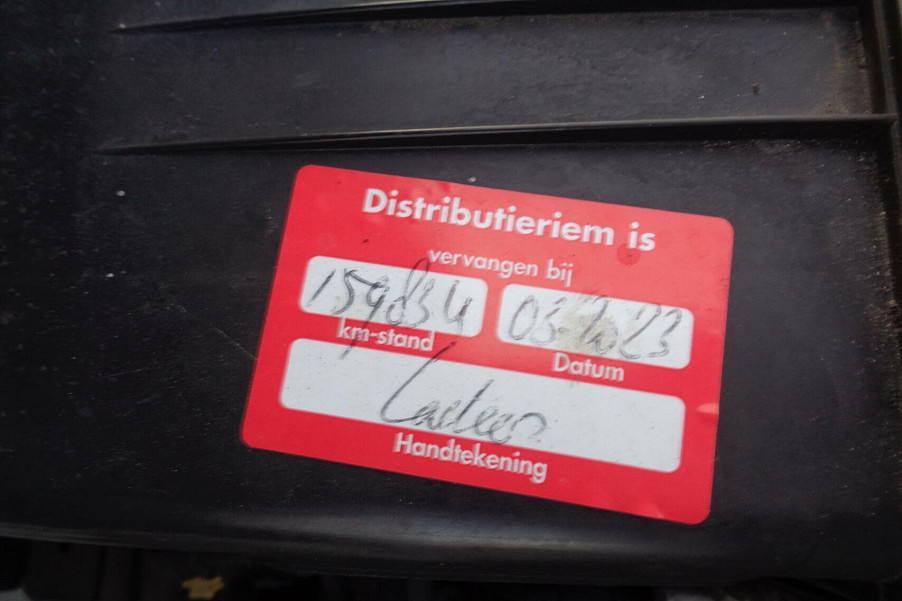 Distributieriem is
vervangen bij
159834 03-2023
km-stand Datum
Handtekening